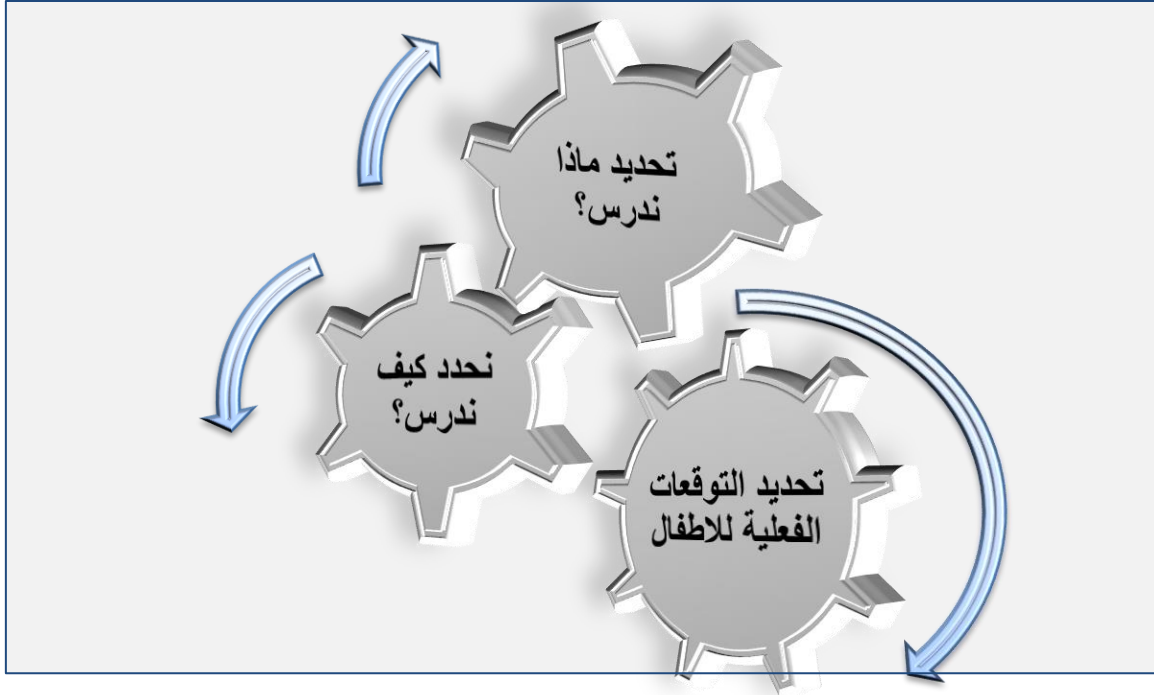 تحديد ماذا
ندرس؟
نحدد كيف
ندرس؟
تحديد التوقعات
الفعلية للاطفال